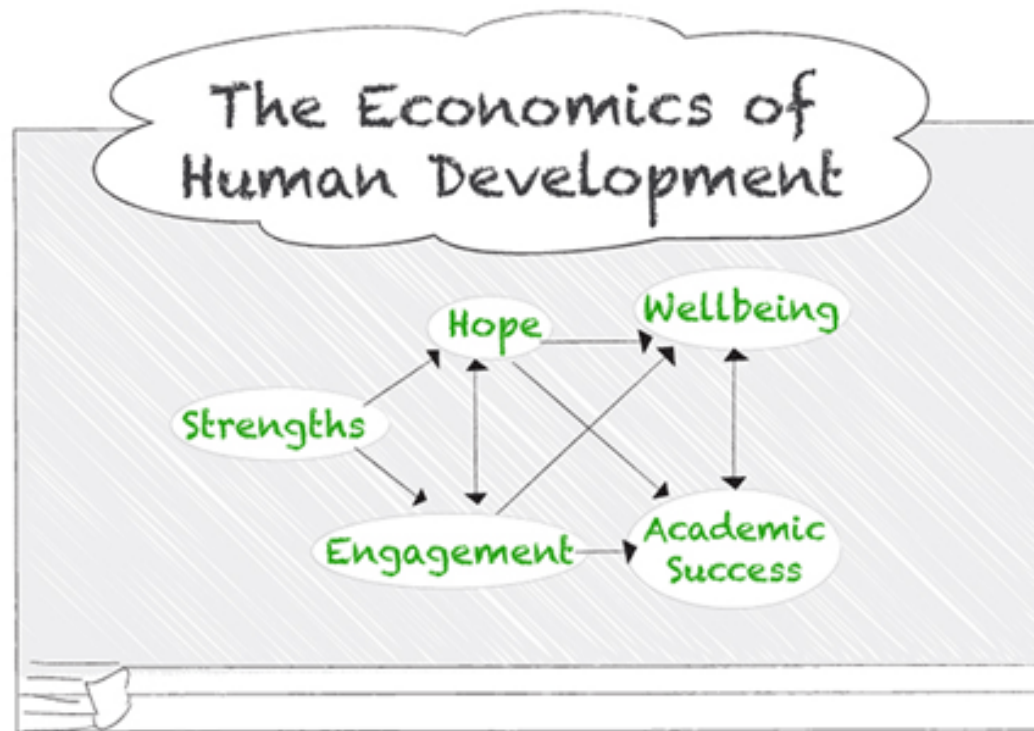 The Economics of
Human Development
Hope
Wellbeing
Strengths
Engagement
Academic
Success